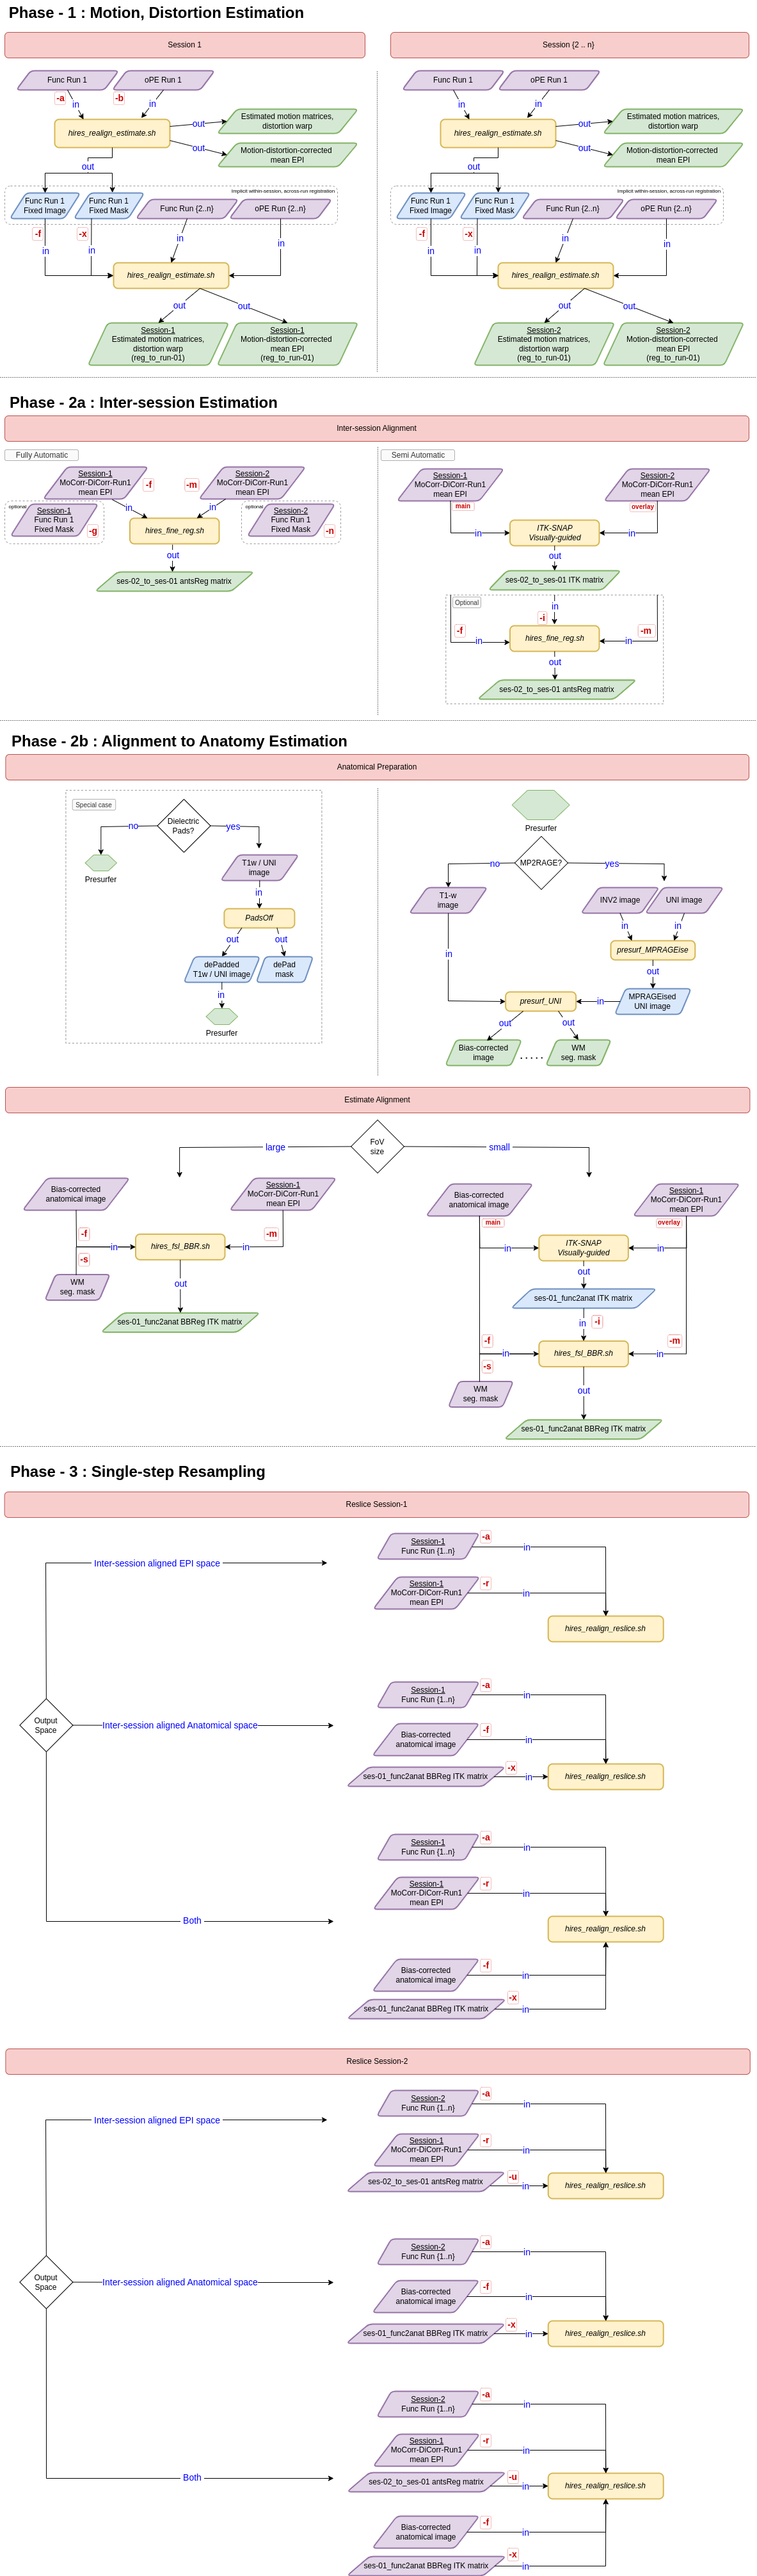 Phase - 1 : Motion, Distortion Estimation
Session 1
Session {2 .. n}
Func Run 1
oPE Run 1
-a
-b
in
in
hires_realign_estimate.sh
out
out
Estimated motion matrices,
distortion warp
Motion-distortion-corrected
mean EPI
out
Implicit within-session, across-run registration
Func Run 1
Fixed Image
Func Run 1
Fixed Mask
Func Run {2..n}
oPE Run {2..n}
-f
-x
in
in
in
in
hires_realign_estimate.sh
out
out
Session-1
Estimated motion matrices,
distortion warp
(reg_to_run-01)
Session-1
Motion-distortion-corrected
mean EPI
(reg_to_run-01)
Func Run 1
oPE Run 1
in
in
hires_realign_estimate.sh
out
out
Estimated motion matrices,
distortion warp
Motion-distortion-corrected
mean EPI
out
Implicit within-session, across-run registration
Func Run 1
Fixed Image
Func Run 1
Fixed Mask
Func Run {2..n}
oPE Run {2..n}
-f
-x
in
in
in
in
hires_realign_estimate.sh
out
out
Session-2
Estimated motion matrices,
distortion warp
(reg_to_run-01)
Session-2
Motion-distortion-corrected
mean EPI
(reg_to_run-01)
Phase - 2a : Inter-session Estimation
Inter-session Alignment
Fully Automatic
Session-1
MoCorr-DiCorr-Run1
mean EPI
-f
-m
Session-2
MoCorr-DiCorr-Run1
mean EPI
optional
Session-1
Func Run 1
Fixed Mask
-g
in
in
hires_fine_reg.sh
optional
Session-2
Func Run 1
Fixed Mask
-n
out
ses-02_to_ses-01 antsReg matrix
Semi Automatic
Session-1
MoCorr-DiCorr-Run1
mean EPI
main
Session-2
MoCorr-DiCorr-Run1
mean EPI
overlay
in
ITK-SNAP
Visually-guided
in
out
ses-02_to_ses-01 ITK matrix
Optional
in
-i
-f
-m
in
hires_fine_reg.sh
in
out
ses-02_to_ses-01 antsReg matrix
Phase - 2b : Alignment to Anatomy Estimation
Anatomical Preparation
Special case
Dielectric
Pads?
no
yes
Presurfer
T1w / UNI
image
in
PadsOff
out
out
dePadded
T1w / UNI image
dePad
mask
in
Presurfer
Presurfer
MP2RAGE?
no
yes
T1-w
image
INV2 image
UNI image
in
in
presurf_MPRAGEise
in
out
MPRAGEised
UNI image
presurf_UNI
in
out
out
Bias-corrected
image
. . . . .
WM
seg. mask
Estimate Alignment
FoV
size
large
small
Bias-corrected
anatomical image
Session-1
MoCorr-DiCorr-Run1
mean EPI
-f
-m
in
hires_fsl_BBR.sh
in
-s
WM
seg. mask
out
ses-01_func2anat BBReg ITK matrix
Bias-corrected
anatomical image
main
Session-1
MoCorr-DiCorr-Run1
mean EPI
overlay
in
ITK-SNAP
Visually-guided
in
out
ses-01_func2anat ITK matrix
in
-i
-f
-m
in
hires_fsl_BBR.sh
in
-s
WM
seg. mask
out
ses-01_func2anat BBReg ITK matrix
Phase - 3 : Single-step Resampling
Reslice Session-1
Output
Space
Inter-session aligned EPI space
Session-1
Func Run {1..n}
-a
in
Session-1
MoCorr-DiCorr-Run1
mean EPI
-r
in
hires_realign_reslice.sh
Inter-session aligned Anatomical space
Session-1
Func Run {1..n}
-a
in
Bias-corrected
anatomical image
-f
in
ses-01_func2anat BBReg ITK matrix
-x
in
hires_realign_reslice.sh
Both
Session-1
Func Run {1..n}
-a
in
Session-1
MoCorr-DiCorr-Run1
mean EPI
-r
in
hires_realign_reslice.sh
Bias-corrected
anatomical image
-f
in
ses-01_func2anat BBReg ITK matrix
-x
in
Reslice Session-2
Output
Space
Inter-session aligned EPI space
Session-2
Func Run {1..n}
-a
in
Session-1
MoCorr-DiCorr-Run1
mean EPI
-r
in
ses-02_to_ses-01 antsReg matrix
-u
in
hires_realign_reslice.sh
Inter-session aligned Anatomical space
Session-2
Func Run {1..n}
-a
in
Bias-corrected
anatomical image
-f
in
ses-01_func2anat BBReg ITK matrix
-x
in
hires_realign_reslice.sh
Both
Session-2
Func Run {1..n}
-a
in
Session-1
MoCorr-DiCorr-Run1
mean EPI
-r
in
ses-02_to_ses-01 antsReg matrix
-u
in
hires_realign_reslice.sh
Bias-corrected
anatomical image
-f
in
ses-01_func2anat BBReg ITK matrix
-x
in